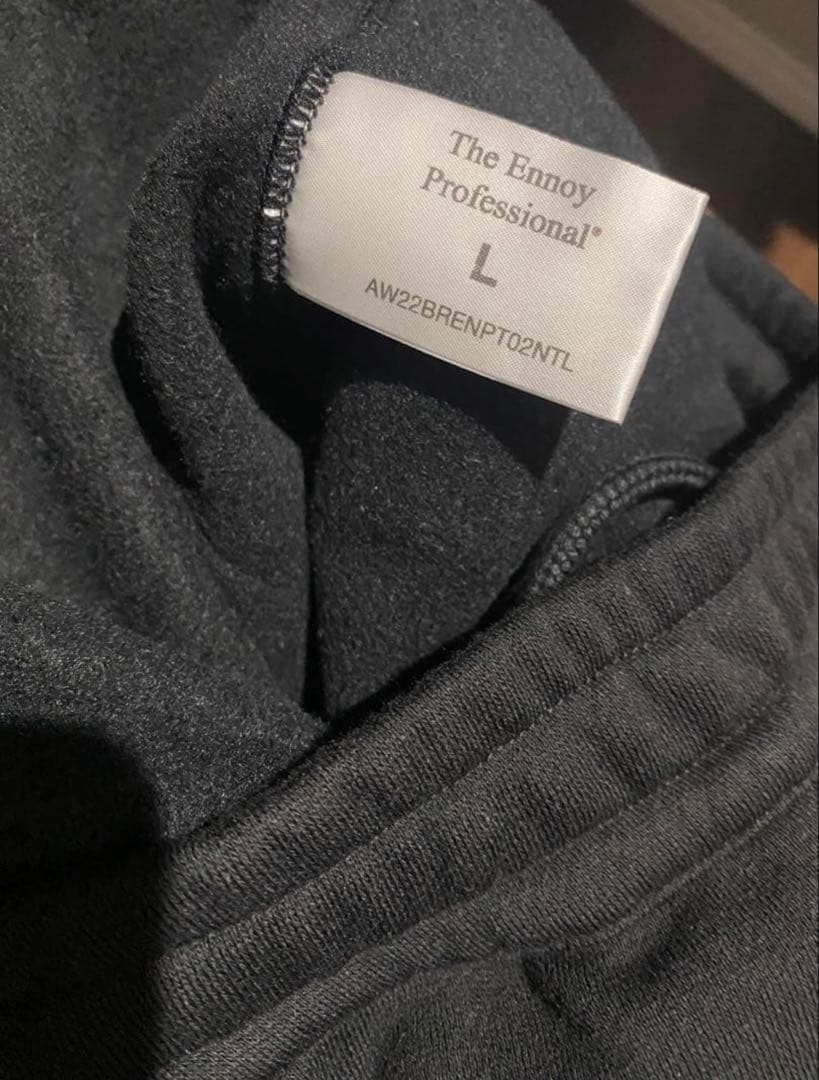 The Ennoy
Professional®
L
AW22BRENPT02NTL